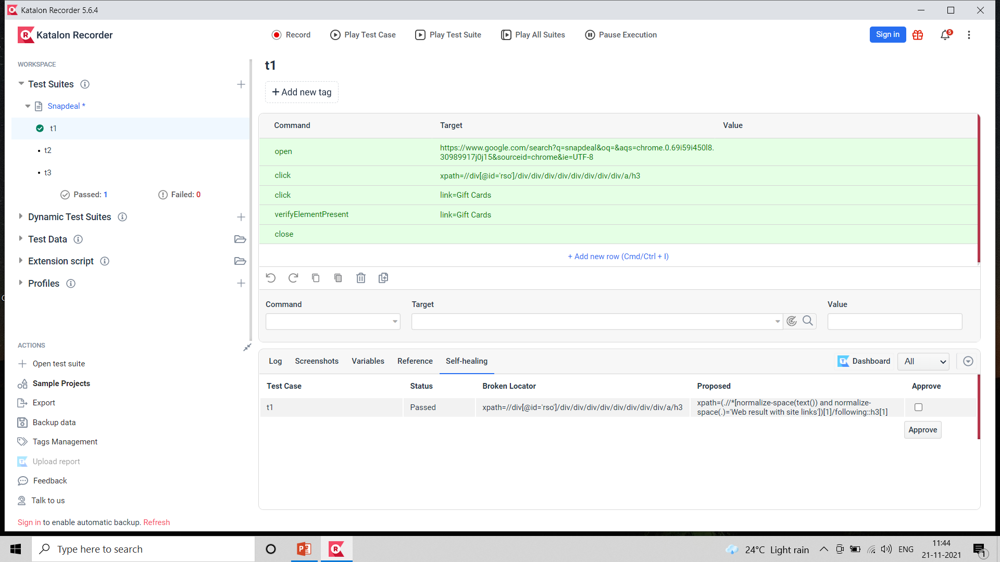 Katalon Recorder 5.6.4
Katalon Recorder
Record
Play Test Case
Play Test Suite
Play All Suites
Pause Execution
Sign in
5
WORKSPACE
Test Suites
Snapdeal *
t1
t2
t3
Passed: 1
Failed: 0
Dynamic Test Suites
Test Data
Extension script
Profiles
ACTIONS
Open test suite
Sample Projects
Export
Backup data
Tags Management
Upload report
Feedback
Talk to us
Sign in to enable automatic backup. Refresh
t1
+ Add new tag
Command Target Value
open https://www.google.com/search?q=snapdeal&oq=&aqs=chrome.0.69i59i450l8.
30989917j0j15&sourceid=chrome&ie=UTF-8
click xpath=//div[@id='rso']/div/div/div/div/div/div/div/div/div/a/h3
click link=Gift Cards
verifyElementPresent link=Gift Cards
close
+ Add new row (Cmd/Ctrl + I)
Command Target Value
Log Screenshots Variables Reference Self-healing
Dashboard All
Test Case Status Broken Locator Proposed Approve
t1 Passed xpath=//div[@id='rso']/div/div/div/div/div/div/div/div/div/a/h3 xpath=(.//*[normalize-space(text()) and normalize-
space(.)='Web result with site links'])[1]/following::h3[1]
Approve
Type here to search
24°C Light rain
ENG
11:44
21-11-2021
1